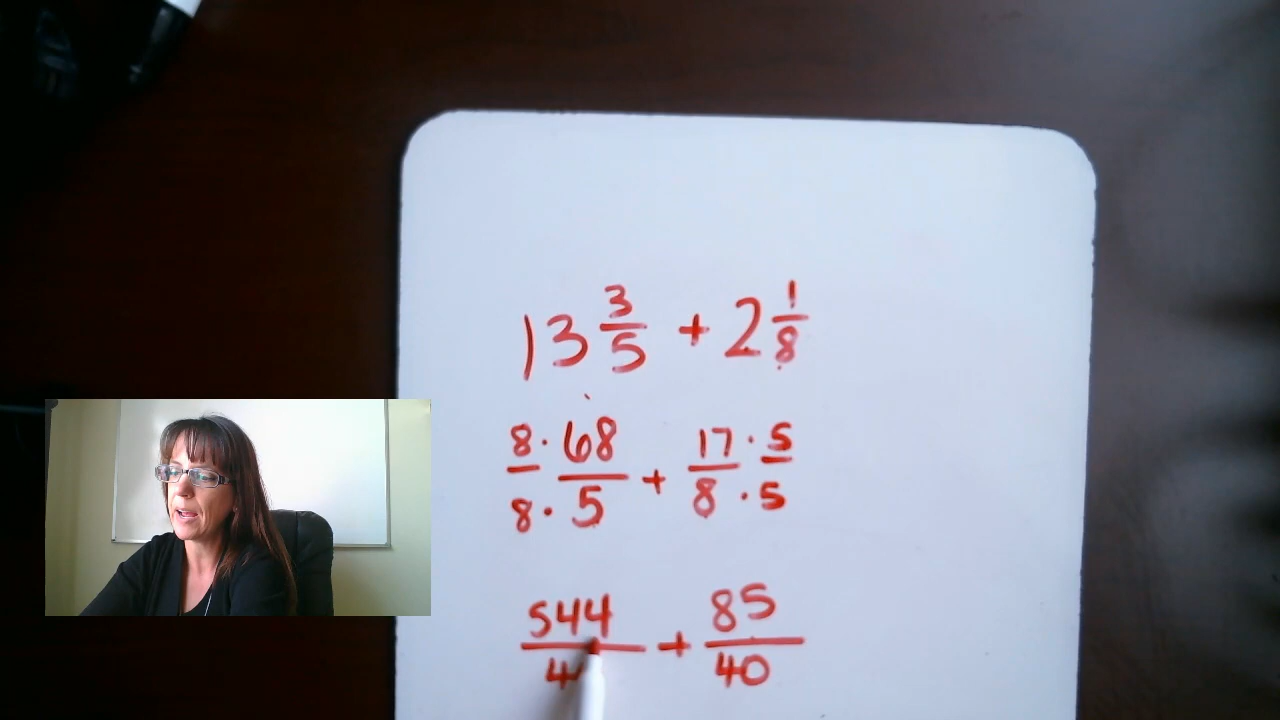 13 3/5 + 2 1/8
8/8 · 68/5 + 17/8 · 5/5
544/4 + 85/40